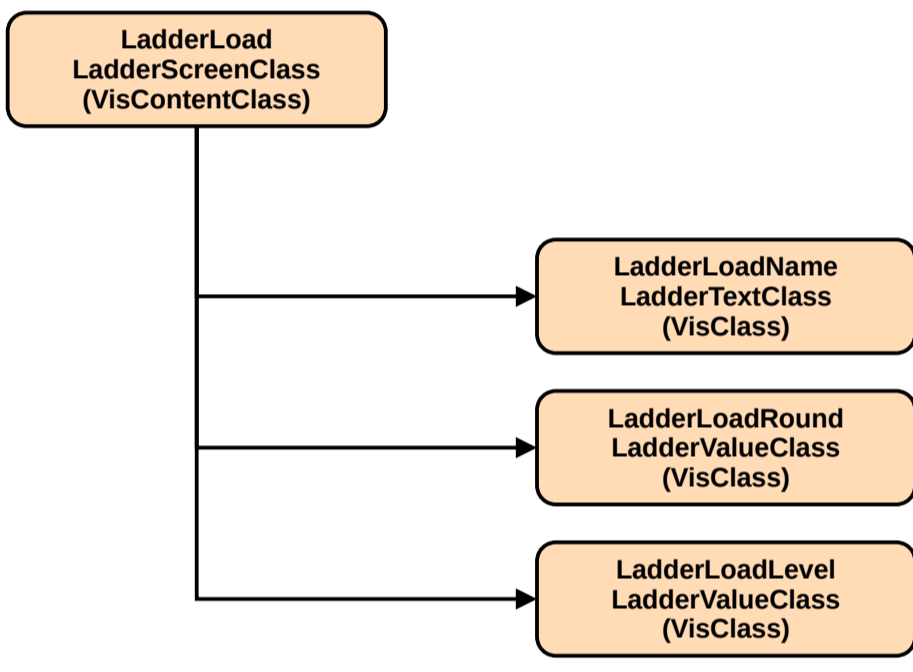 LadderLoad
LadderScreenClass
(VisContentClass)
LadderLoadName
LadderTextClass
(VisClass)
LadderLoadRound
LadderValueClass
(VisClass)
LadderLoadLevel
LadderValueClass
(VisClass)